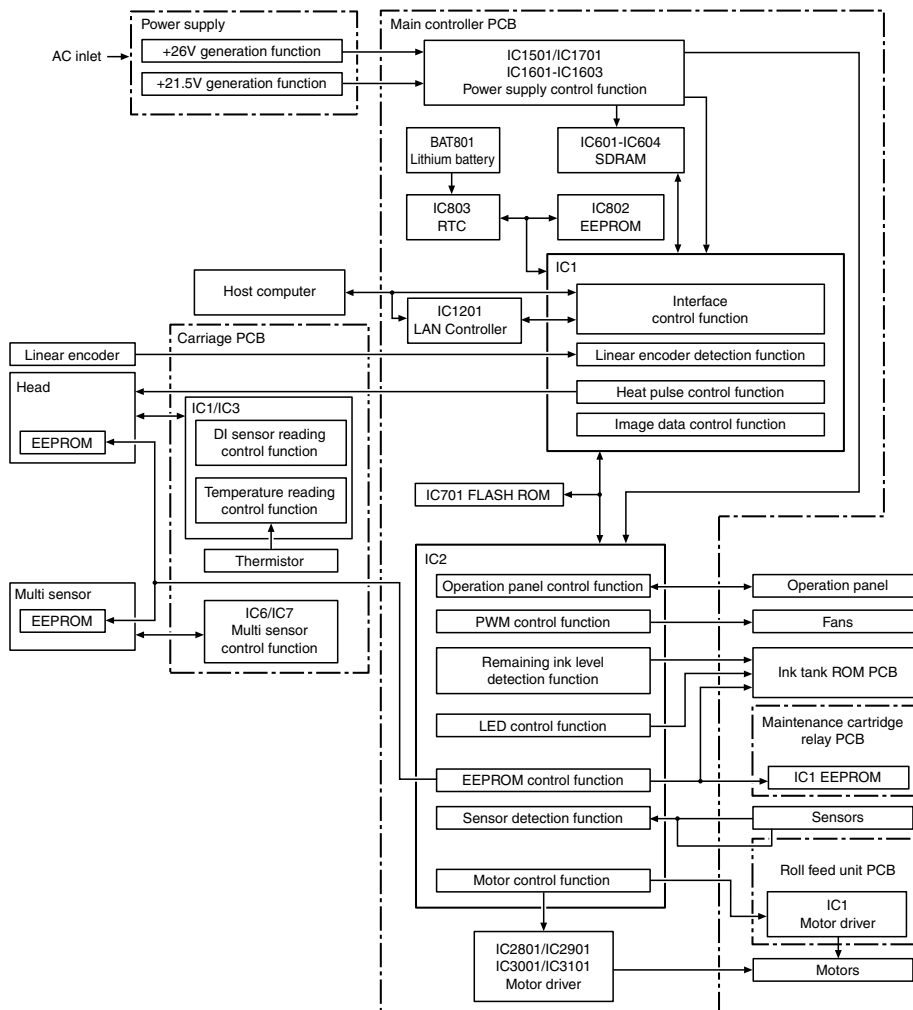 Power supply
+26V generation function
+21.5V generation function
AC inlet
Main controller PCB
IC1501/IC1701
IC1601-IC1603
Power supply control function
BAT801
Lithium battery
IC601-IC604
SDRAM
IC803
RTC
IC802
EEPROM
IC1
Host computer
IC1201
LAN Controller
Interface
control function
Linear encoder
Carriage PCB
Linear encoder detection function
Head
EEPROM
IC1/IC3
DI sensor reading
control function
Temperature reading
control function
Thermistor
Heat pulse control function
Image data control function
IC701 FLASH ROM
IC2
Multi sensor
EEPROM
IC6/IC7
Multi sensor
control function
Operation panel control function
Operation panel
PWM control function
Fans
Remaining ink level
detection function
Ink tank ROM PCB
LED control function
Maintenance cartridge
relay PCB
EEPROM control function
IC1 EEPROM
Sensor detection function
Sensors
Motor control function
Roll feed unit PCB
IC1
Motor driver
IC2801/IC2901
IC3001/IC3101
Motor driver
Motors